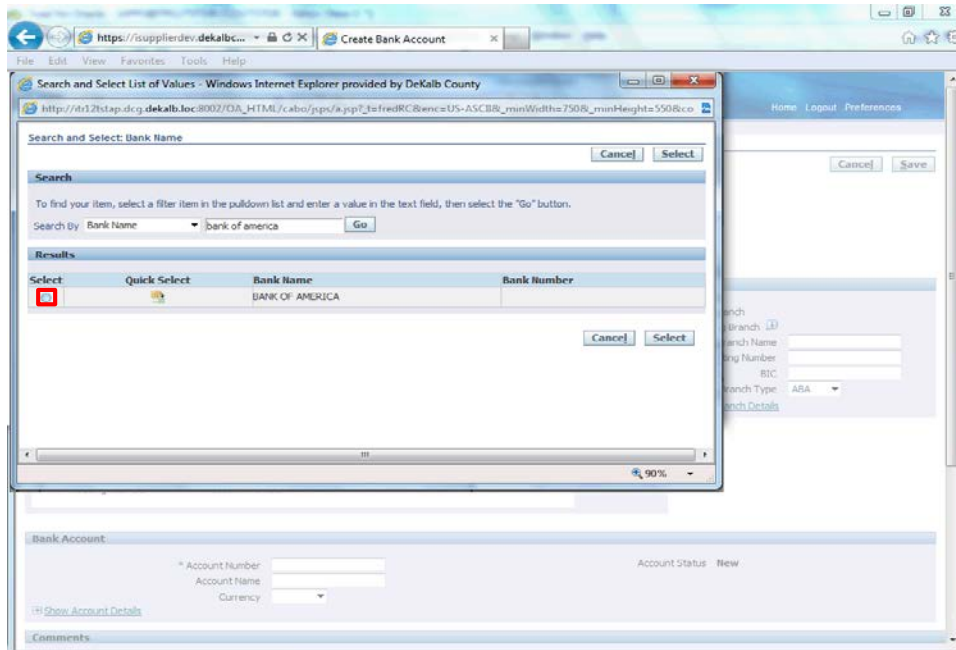 https://isupplierdev.dekalbc... Create Bank Account
File Edit View Favorites Tools Help
Search and Select List of Values - Windows Internet Explorer provided by DeKalb County
Home Logout Preferences
Search and Select: Bank Name
Cancel Select
Cancel Save
Search
To find your item, select a filter item in the pulldown list and enter a value in the text field, then select the "Go" button.
Search By Bank Name bank of america Go
Results
Select Quick Select Bank Name Bank Number
BANK OF AMERICA
Branch
Cancel Select
BIC
ABA
90%
Bank Account
* Account Number
Account Status New
Account Name
Currency
Show Account Details
Comments